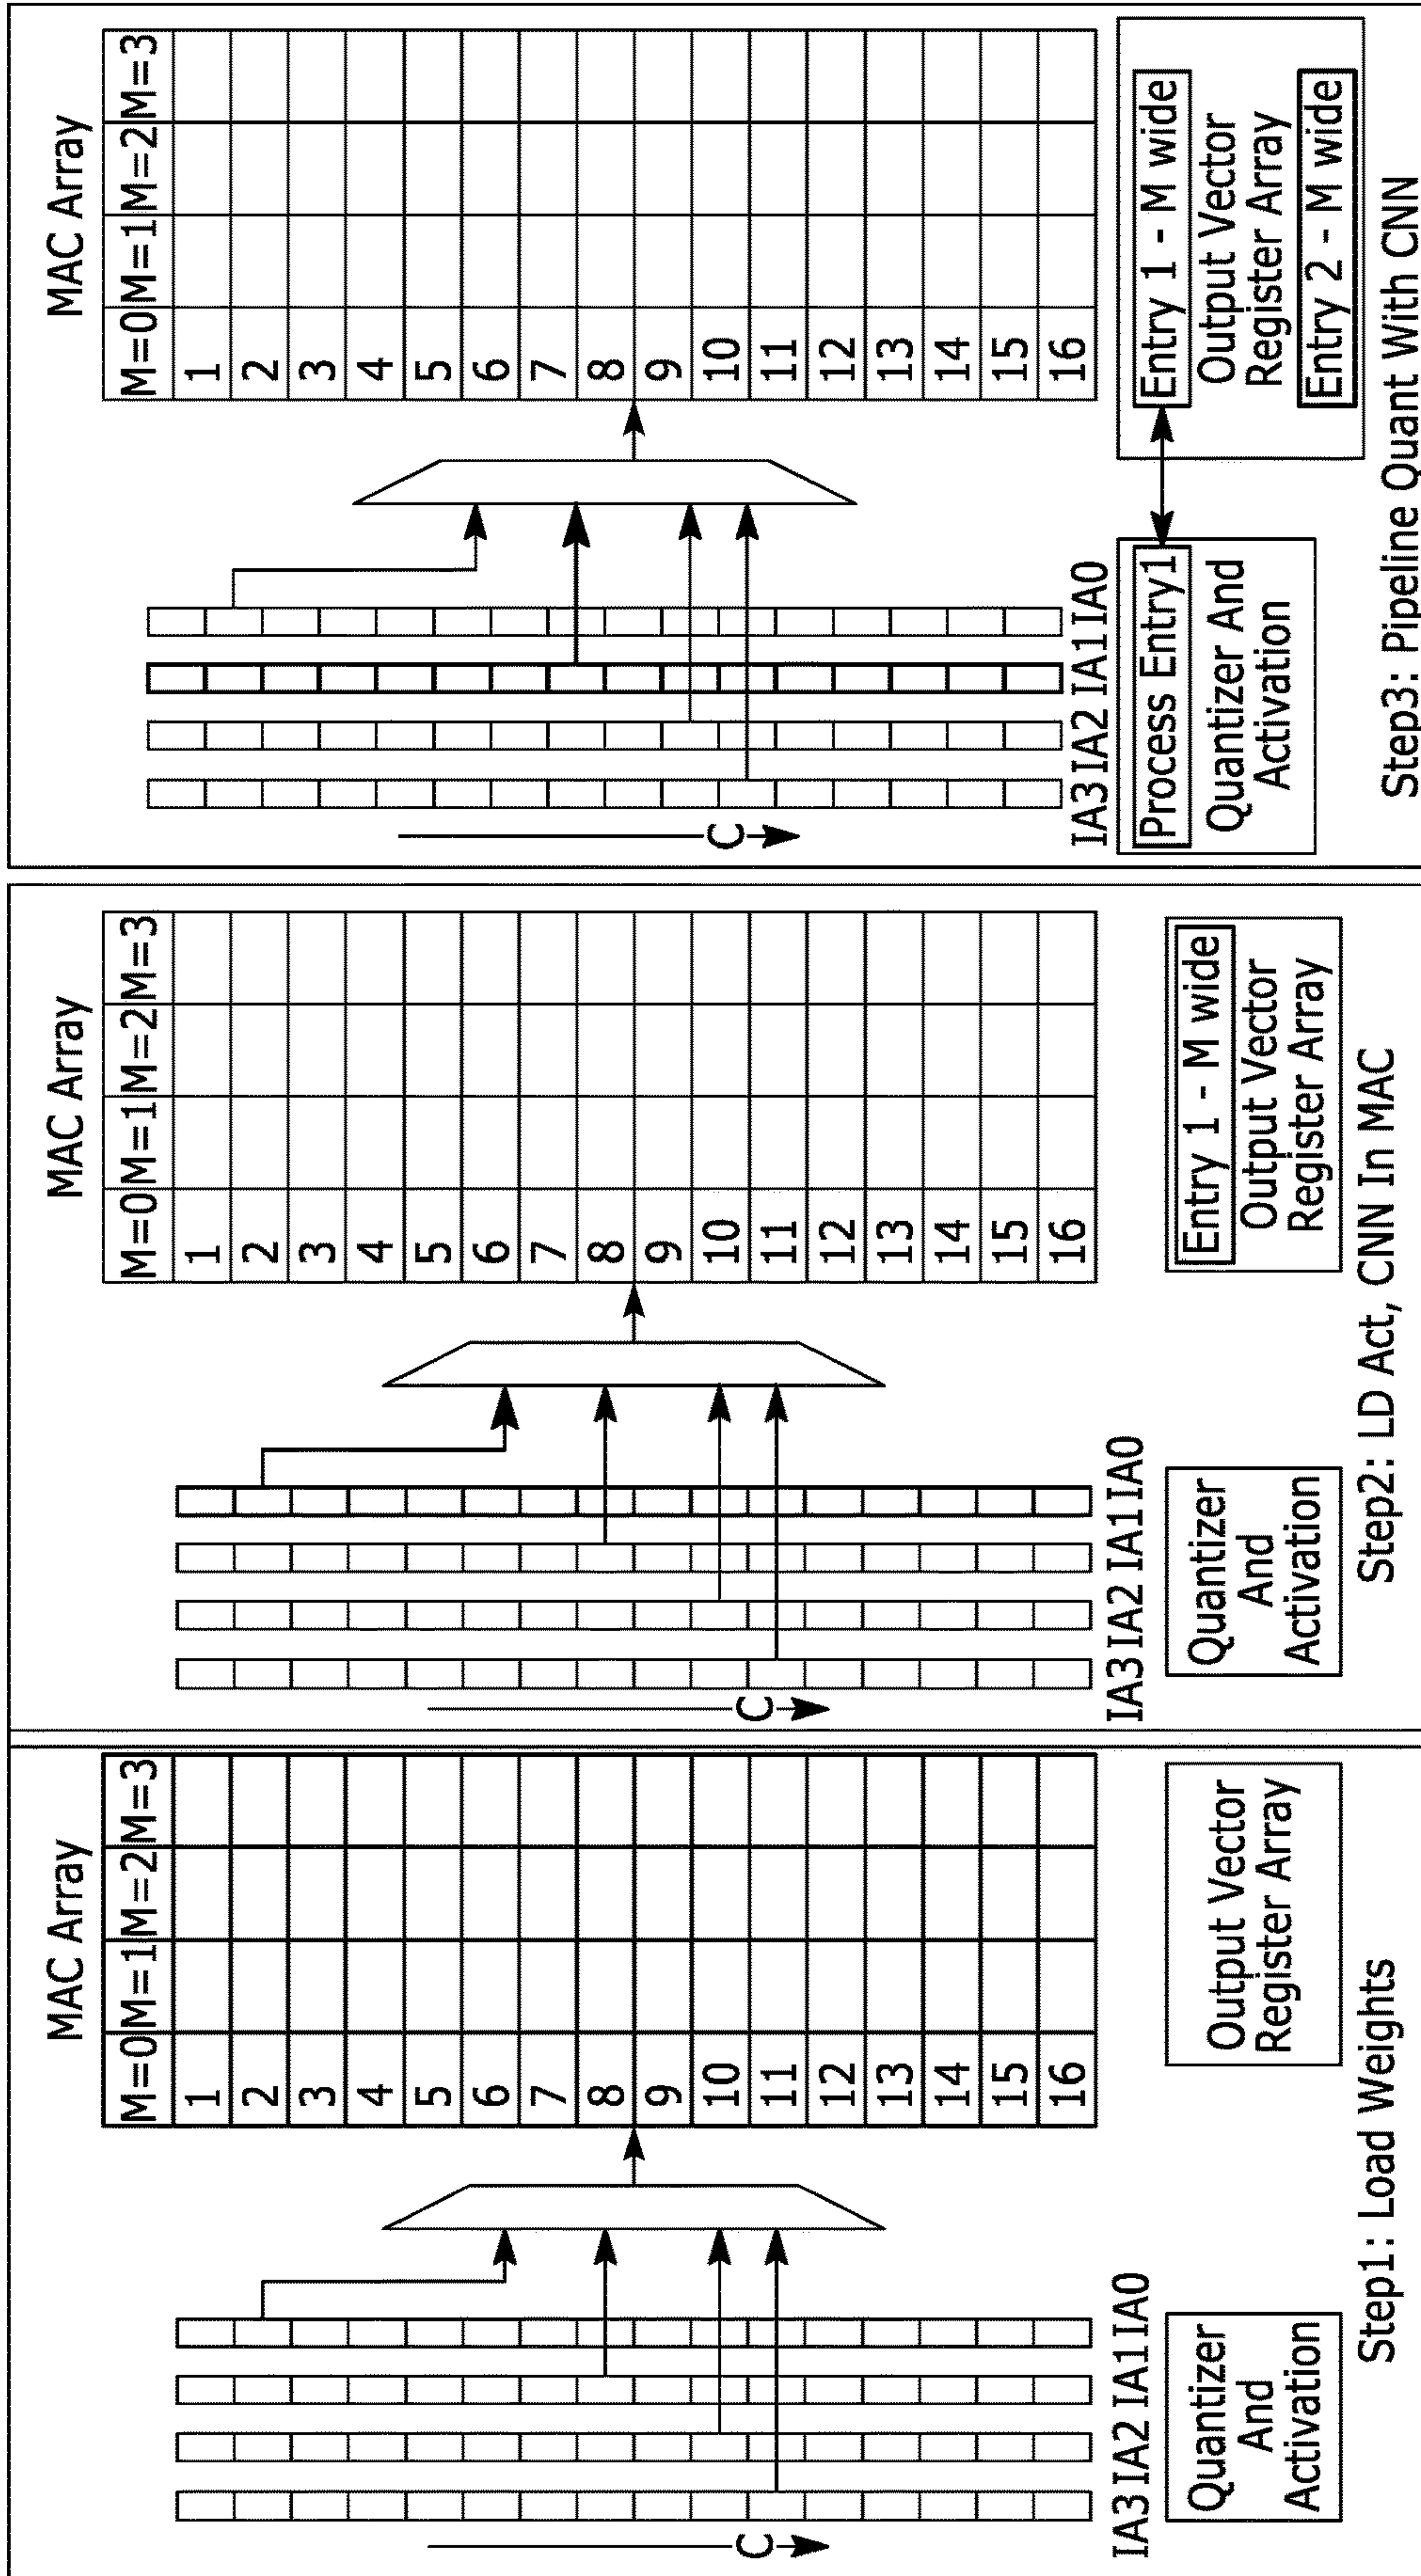 MAC Array
M=0 M=1 M=2 M=3
1
2
3
4
5
6
7
8
9
10
11
12
13
14
15
16
C
IA3 IA2 IA1 IA0
Quantizer
And
Activation
Output Vector
Register Array
Step1: Load Weights
MAC Array
M=0 M=1 M=2 M=3
1
2
3
4
5
6
7
8
9
10
11
12
13
14
15
16
C
IA3 IA2 IA1 IA0
Quantizer
And
Activation
Entry 1 - M wide
Output Vector
Register Array
Step2: LD Act, CNN In MAC
MAC Array
M=0 M=1 M=2 M=3
1
2
3
4
5
6
7
8
9
10
11
12
13
14
15
16
C
IA3 IA2 IA1 IA0
Process Entry1
Quantizer And
Activation
Entry 1 - M wide
Output Vector
Register Array
Entry 2 - M wide
Step3: Pipeline Quant With CNN